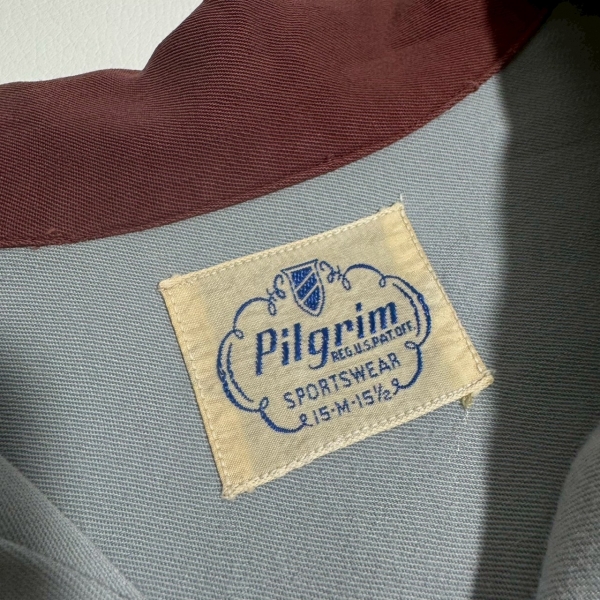 Pilgrim
REG.U.S.PAT.OFF.
SPORTSWEAR
15-M-15½